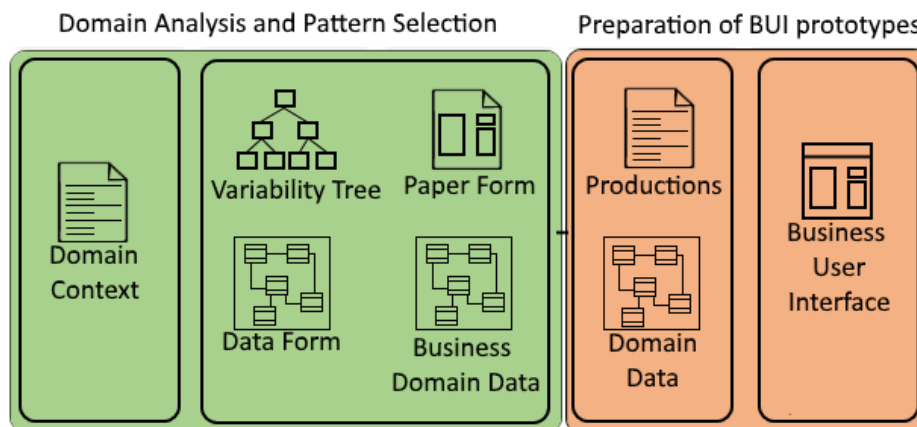 Domain Analysis and Pattern Selection
Preparation of BUI prototypes
Domain
Context
Variability Tree
Paper Form
Data Form
Business
Domain Data
Productions
Domain
Data
Business
User
Interface